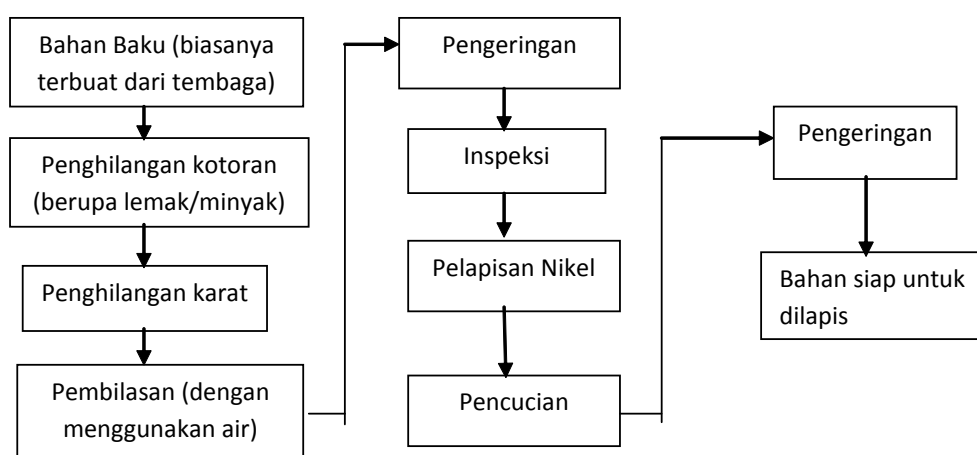 Bahan Baku (biasanya
terbuat dari tembaga)
Penghilangan kotoran
(berupa lemak/minyak)
Penghilangan karat
Pembilasan (dengan
menggunakan air)
Pengeringan
Inspeksi
Pelapisan Nikel
Pencucian
Pengeringan
Bahan siap untuk
dilapis